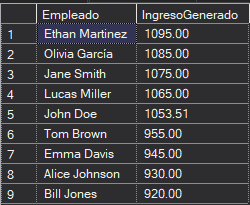 Empleado IngresoGenerado
1 Ethan Martinez 1095.00
2 Olivia García 1085.00
3 Jane Smith 1075.00
4 Lucas Miller 1065.00
5 John Doe 1053.51
6 Tom Brown 955.00
7 Emma Davis 945.00
8 Alice Johnson 930.00
9 Bill Jones 920.00